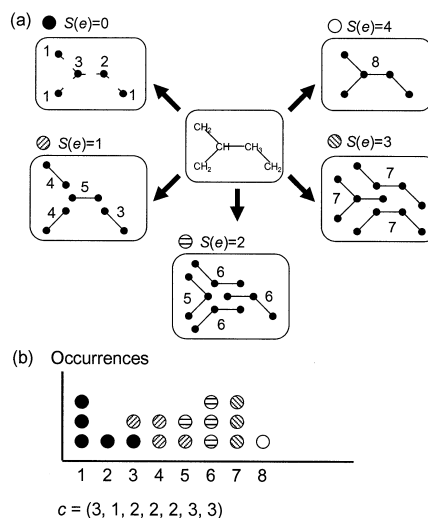 (a)
S(e)=0
1
3 2
1
1
S(e)=4
8
CH₂
CH
CH₃
CH₂
CH₂
S(e)=1
4
5
4
3
S(e)=3
7
7
7
S(e)=2
6
5
6
6
(b) Occurrences
1 2 3 4 5 6 7 8
c = (3, 1, 2, 2, 2, 3, 3)